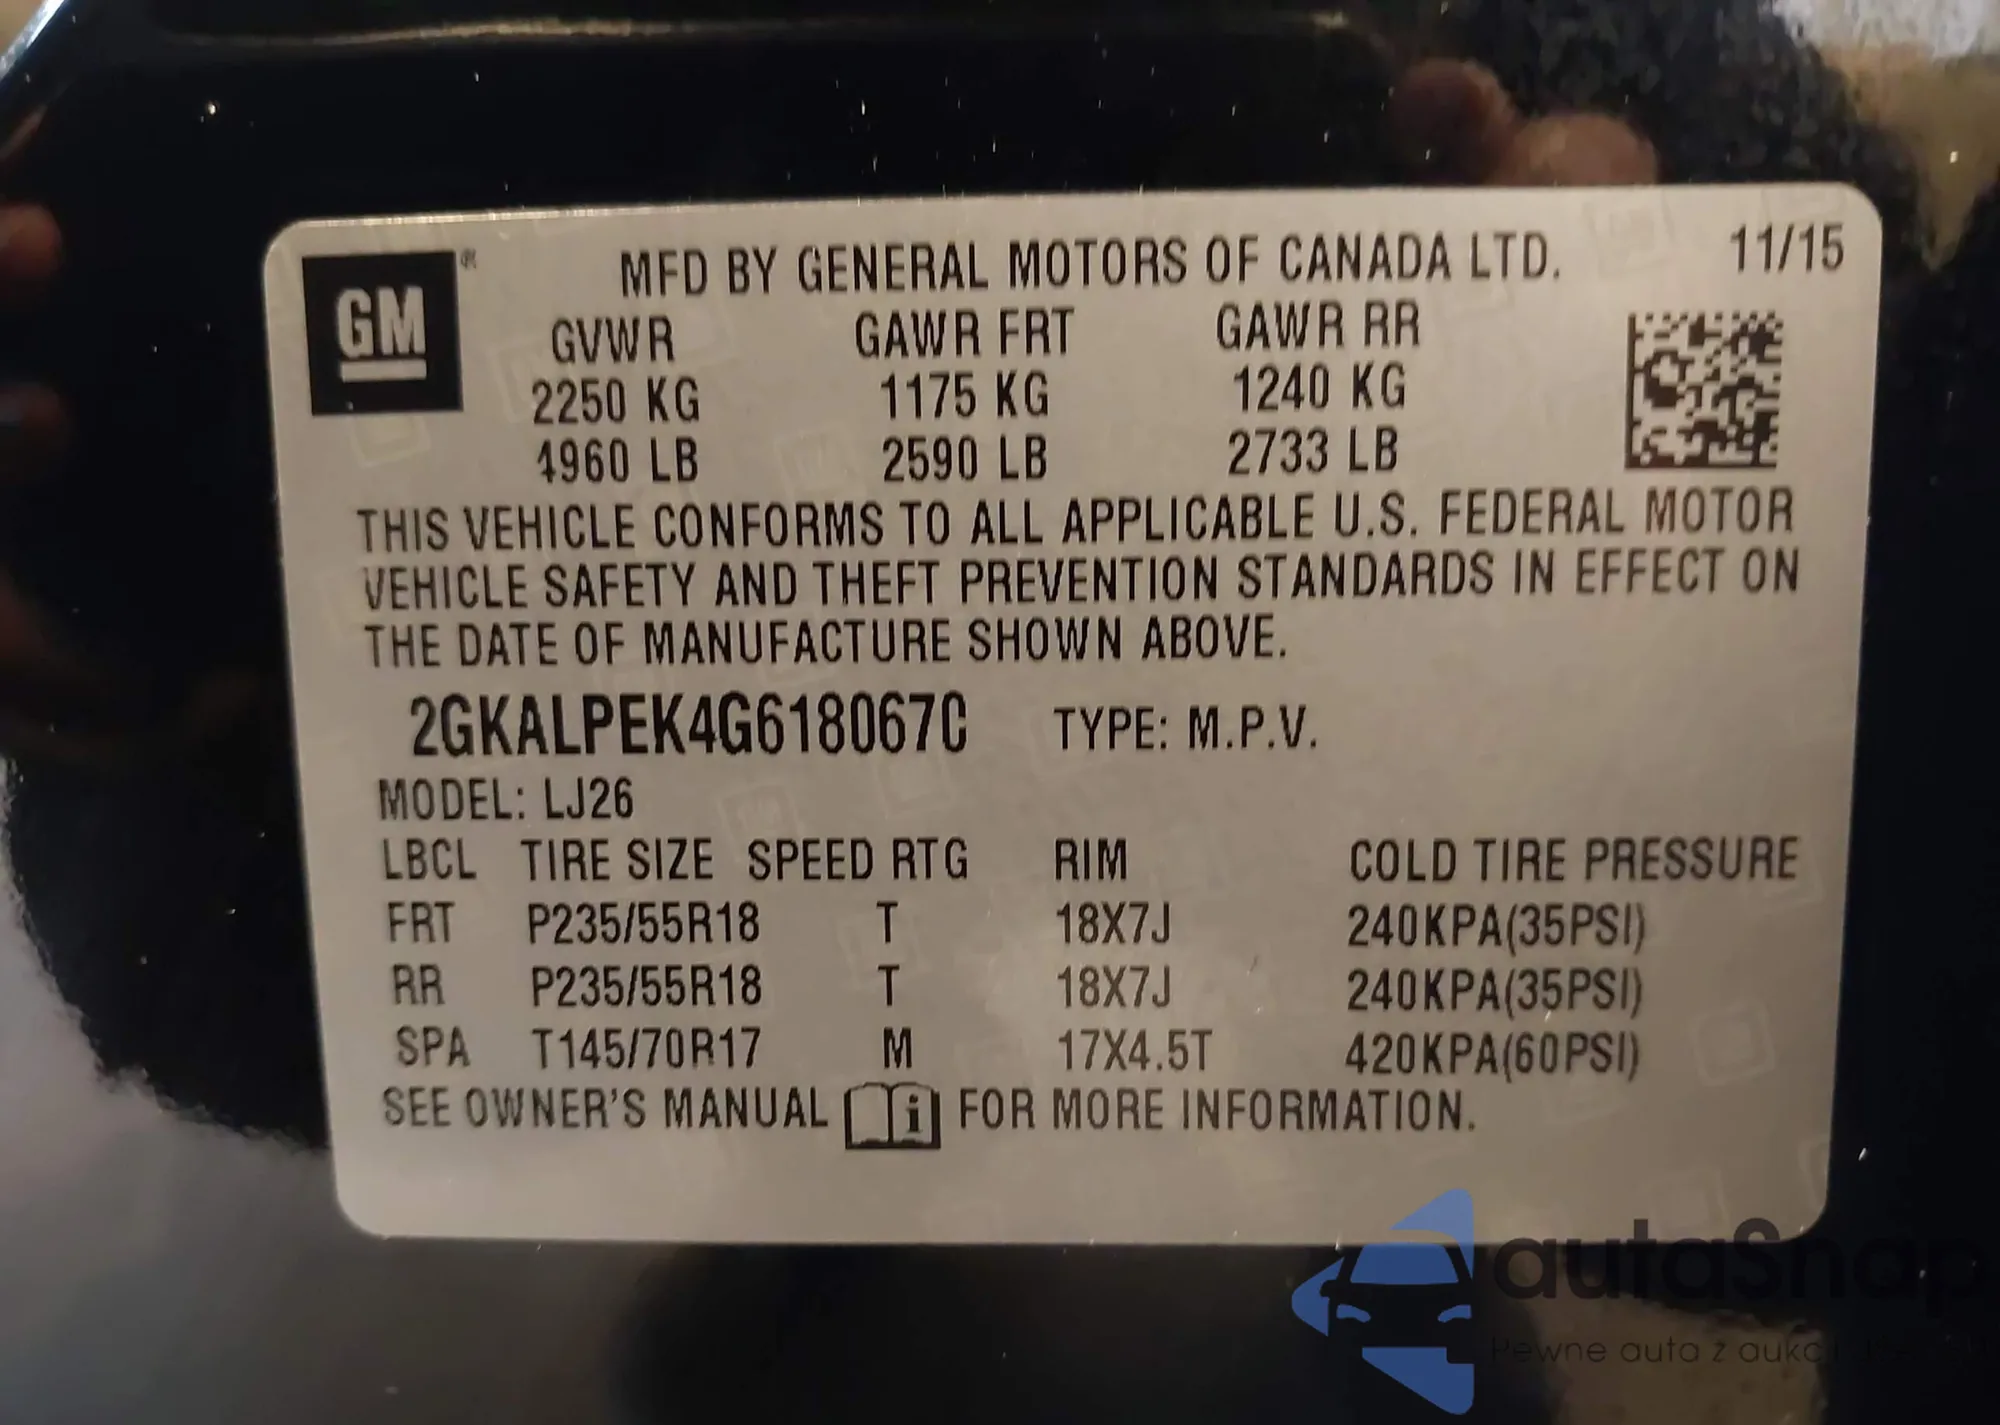 GM ®
MFD BY GENERAL MOTORS OF CANADA LTD. 11/15
GVWR GAWR FRT GAWR RR
2250 KG 1175 KG 1240 KG
4960 LB 2590 LB 2733 LB
THIS VEHICLE CONFORMS TO ALL APPLICABLE U.S. FEDERAL MOTOR
VEHICLE SAFETY AND THEFT PREVENTION STANDARDS IN EFFECT ON
THE DATE OF MANUFACTURE SHOWN ABOVE.
2GKALPEK4G618067C TYPE: M.P.V.
MODEL: LJ26
LBCL TIRE SIZE SPEED RTG RIM COLD TIRE PRESSURE
FRT P235/55R18 T 18X7J 240KPA(35PSI)
RR P235/55R18 T 18X7J 240KPA(35PSI)
SPA T145/70R17 M 17X4.5T 420KPA(60PSI)
SEE OWNER'S MANUAL i FOR MORE INFORMATION.
autaShop
Pewne auta z